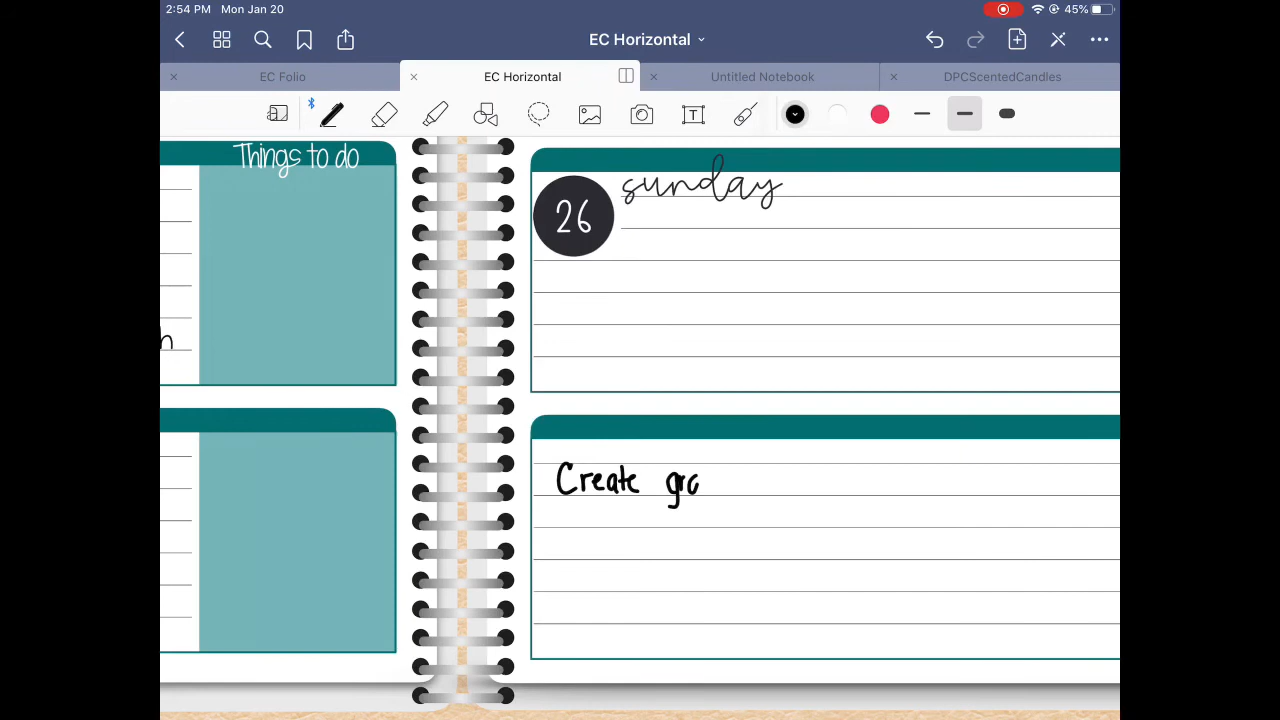 2:54 PM Mon Jan 20 45%
EC Horizontal
EC Folio EC Horizontal Untitled Notebook DPCScentedCandles
T
Things to do
sunday
26
h
Create gra